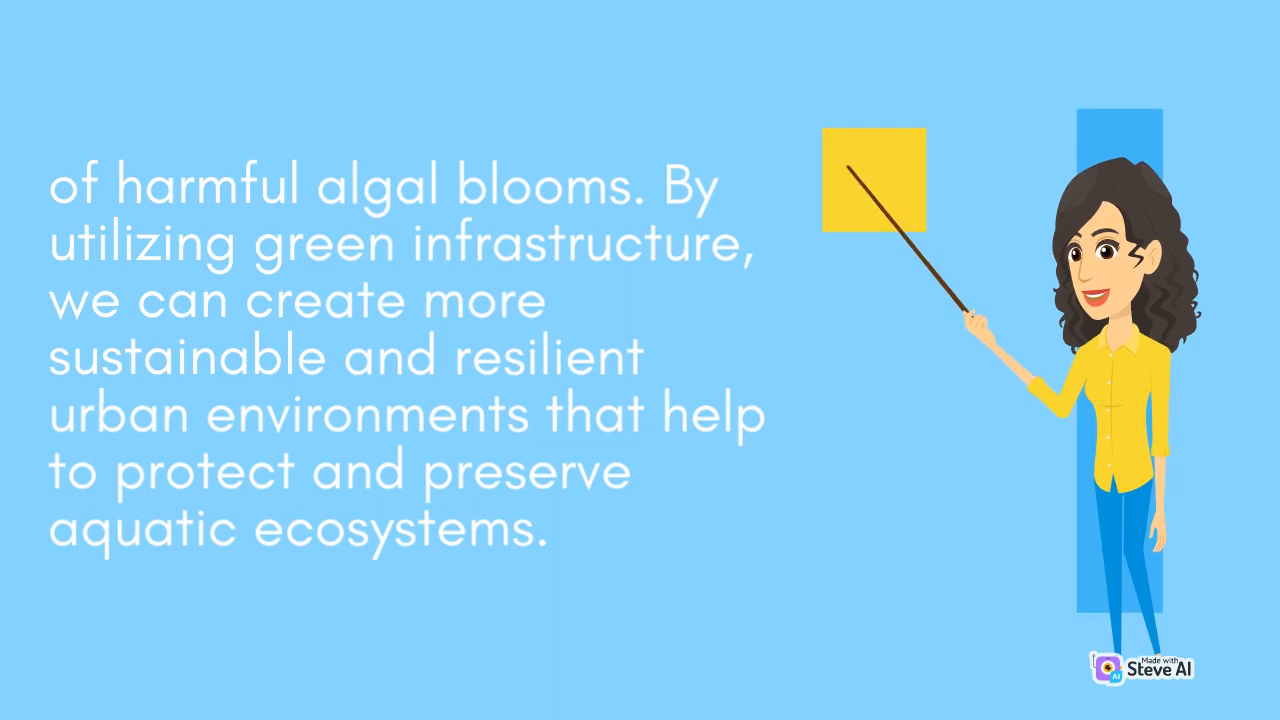 of harmful algal blooms. By
utilizing green infrastructure,
we can create more
sustainable and resilient
urban environments that help
to protect and preserve
aquatic ecosystems.
Made with
Steve AI
AI